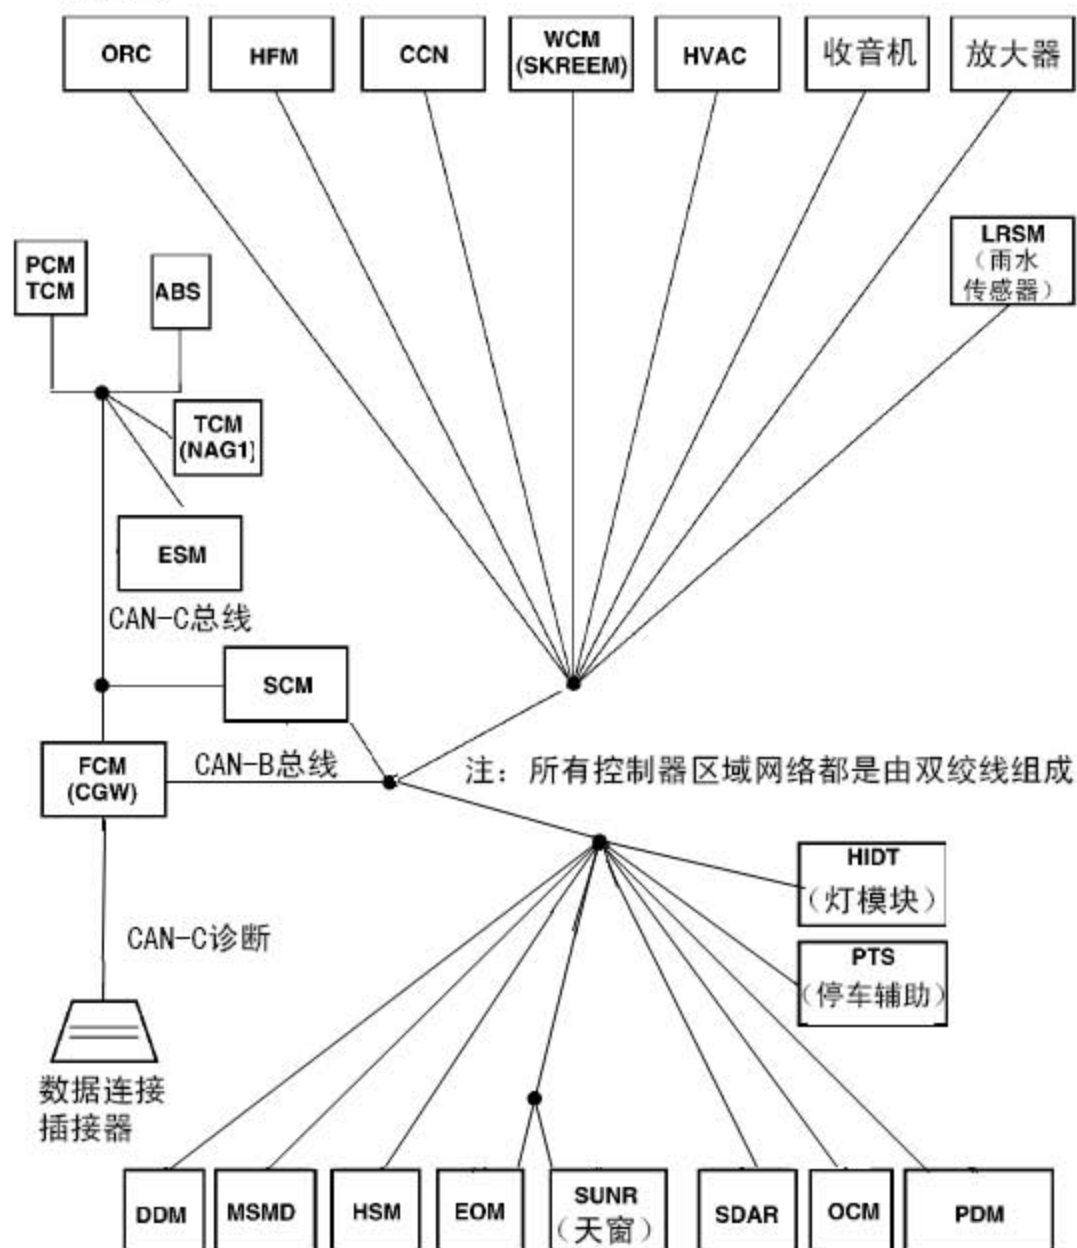 ORC
HFM
CCN
WCM
(SKREEM)
HVAC
收音机
放大器
LRSM
（雨水
传感器）
PCM
TCM
ABS
TCM
(NAG1)
ESM
CAN-C总线
SCM
FCM
(CGW)
CAN-B总线
注：所有控制器区域网络都是由双绞线组成
HIDT
（灯模块）
PTS
（停车辅助）
CAN-C诊断
数据连接
插接器
DDM
MSMD
HSM
EOM
SUNR
（天窗）
SDAR
OCM
PDM